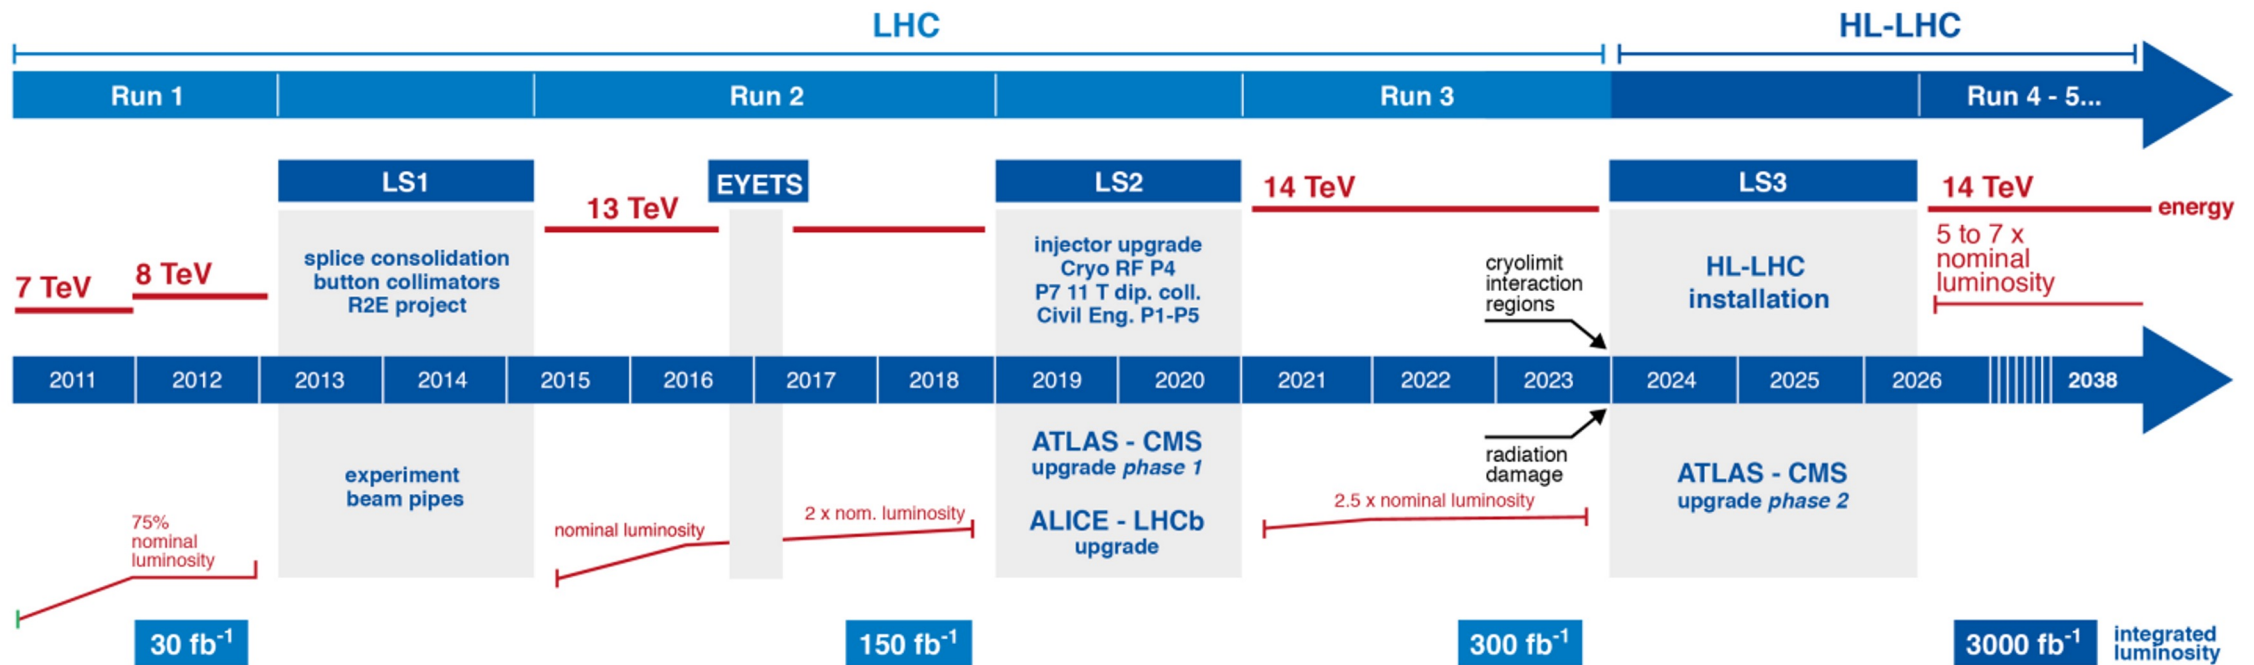 LHC
HL-LHC
Run 1
Run 2
Run 3
Run 4 - 5...
LS1
EYETS
LS2
14 TeV
LS3
14 TeV
13 TeV
energy
7 TeV
8 TeV
splice consolidation
button collimators
R2E project
injector upgrade
Cryo RF P4
P7 11 T dip. coll.
Civil Eng. P1-P5
cryolimit
interaction
regions
HL-LHC
installation
5 to 7 x
nominal
luminosity
2011
2012
2013
2014
2015
2016
2017
2018
2019
2020
2021
2022
2023
2024
2025
2026
2038
75%
nominal
luminosity
experiment
beam pipes
nominal luminosity
2 x nom. luminosity
ATLAS - CMS
upgrade phase 1
ALICE - LHCb
upgrade
radiation
damage
2.5 x nominal luminosity
ATLAS - CMS
upgrade phase 2
30 fb⁻¹
150 fb⁻¹
300 fb⁻¹
3000 fb⁻¹
integrated
luminosity